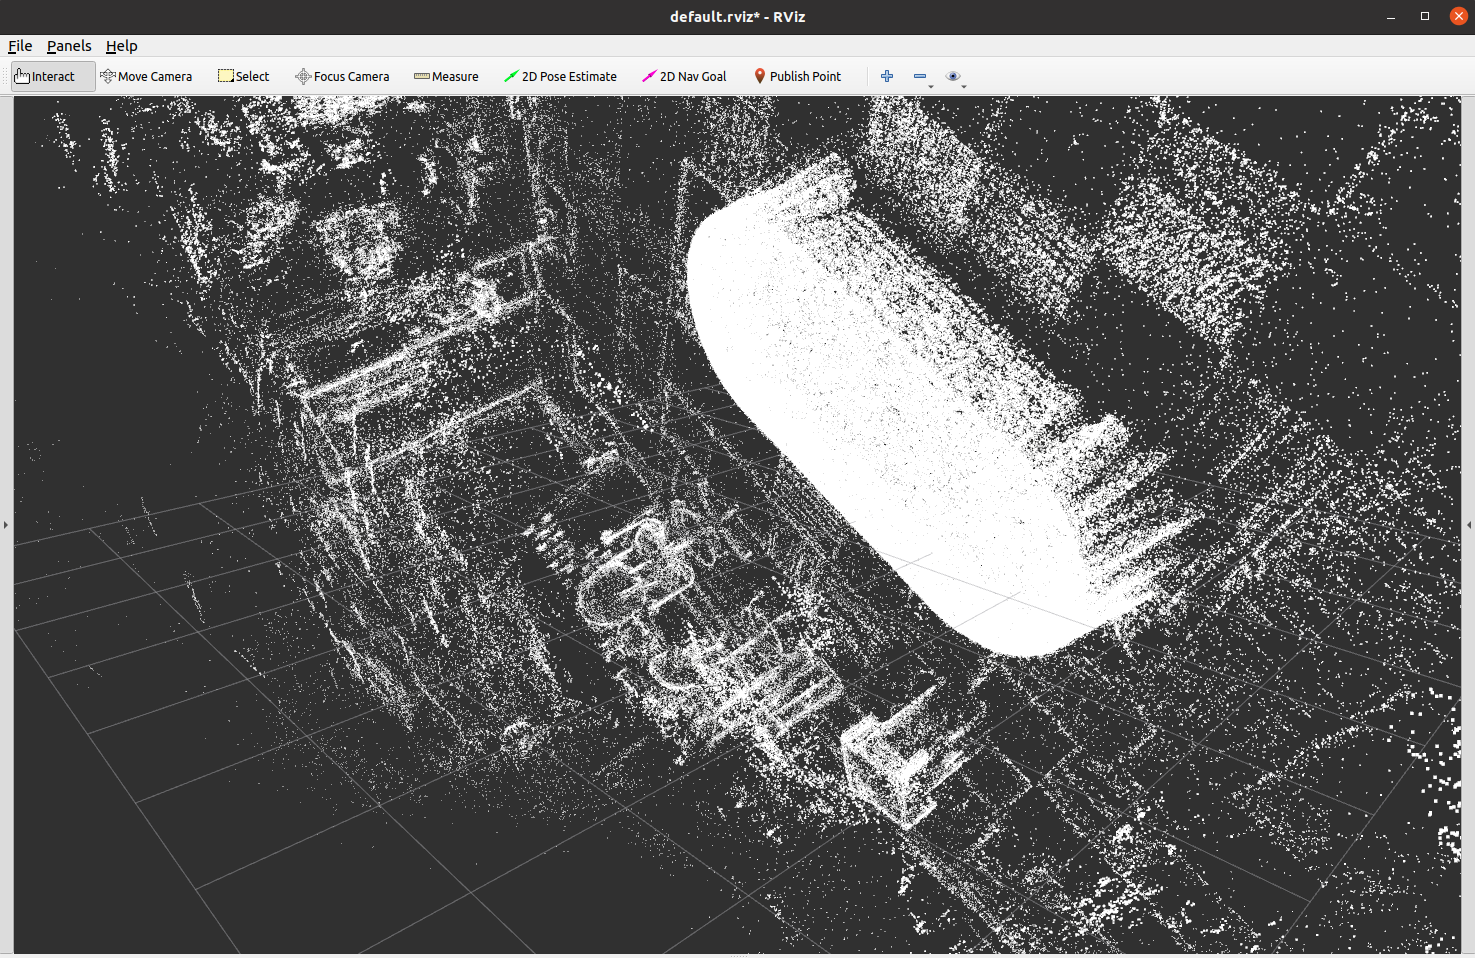 default.rviz* - RViz
File Panels Help
Interact Move Camera Select Focus Camera Measure 2D Pose Estimate 2D Nav Goal Publish Point